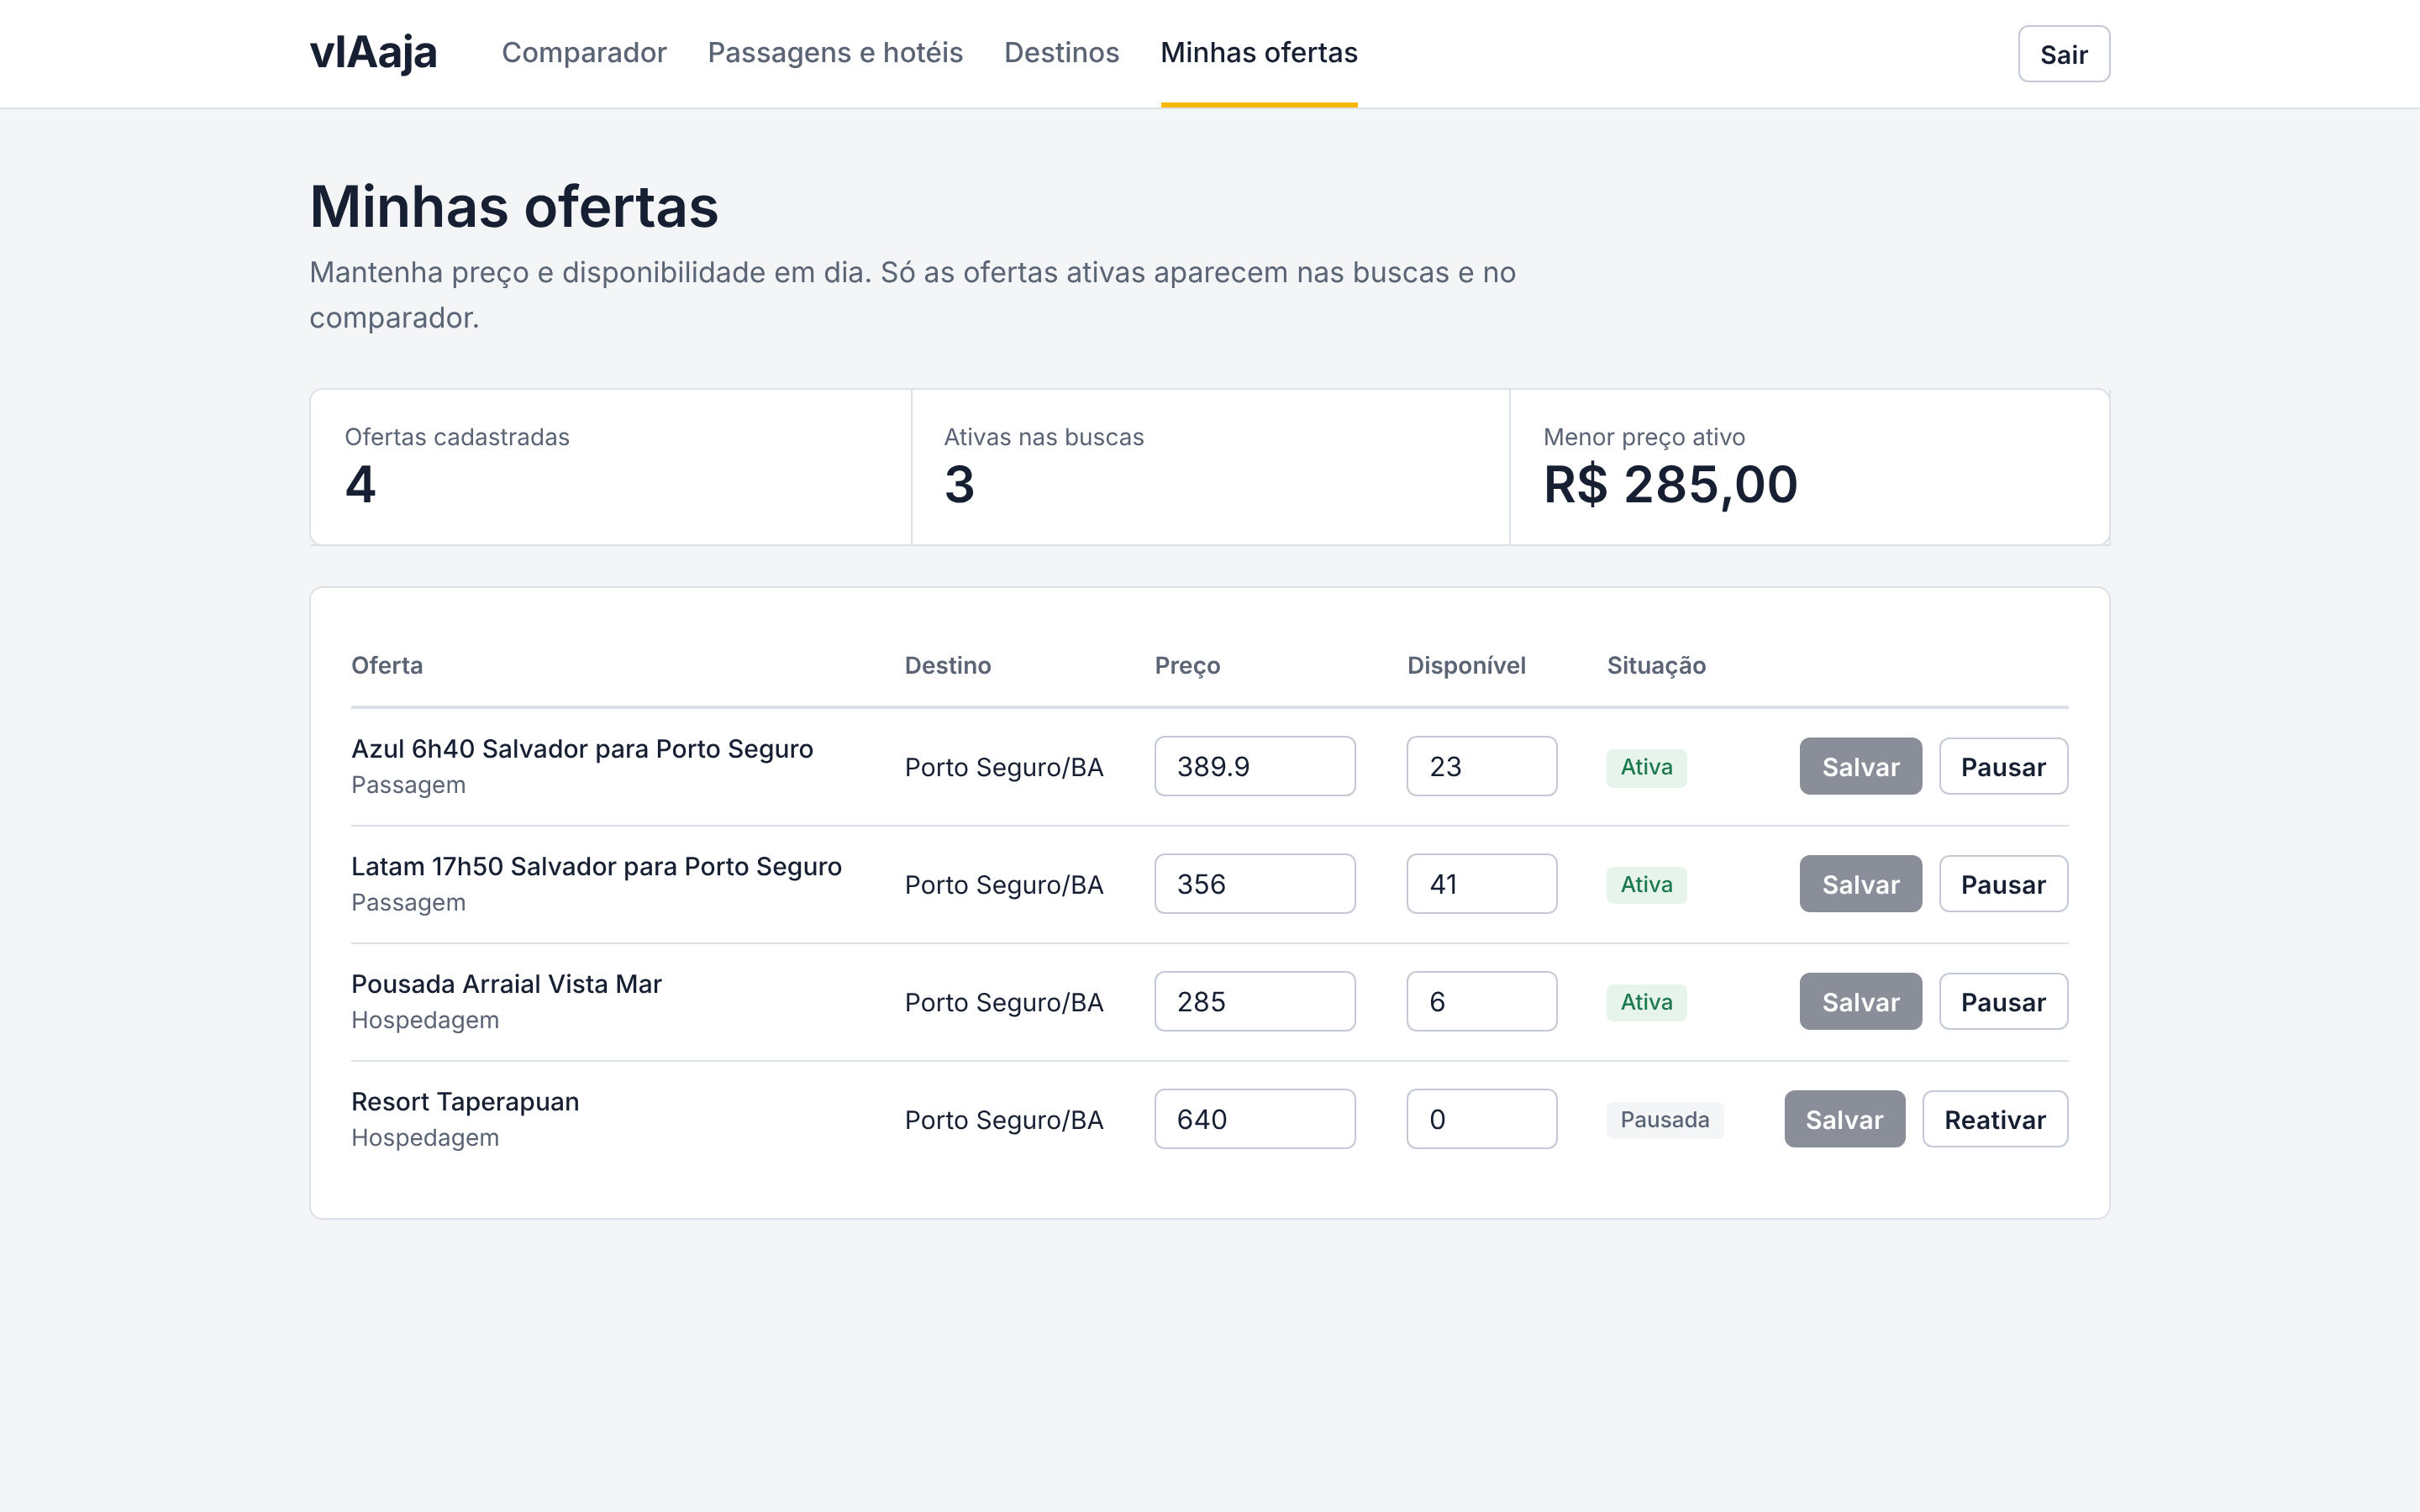 vlAaja Comparador Passagens e hotéis Destinos Minhas ofertas Sair
Minhas ofertas
Mantenha preço e disponibilidade em dia. Só as ofertas ativas aparecem nas buscas e no
comparador.
Ofertas cadastradas Ativas nas buscas Menor preço ativo
4 3 R$ 285,00
Oferta Destino Preço Disponível Situação
Azul 6h40 Salvador para Porto Seguro
Passagem
Porto Seguro/BA 389.9 23 Ativa Salvar Pausar
Latam 17h50 Salvador para Porto Seguro
Passagem
Porto Seguro/BA 356 41 Ativa Salvar Pausar
Pousada Arraial Vista Mar
Hospedagem
Porto Seguro/BA 285 6 Ativa Salvar Pausar
Resort Taperapuan
Hospedagem
Porto Seguro/BA 640 0 Pausada Salvar Reativar